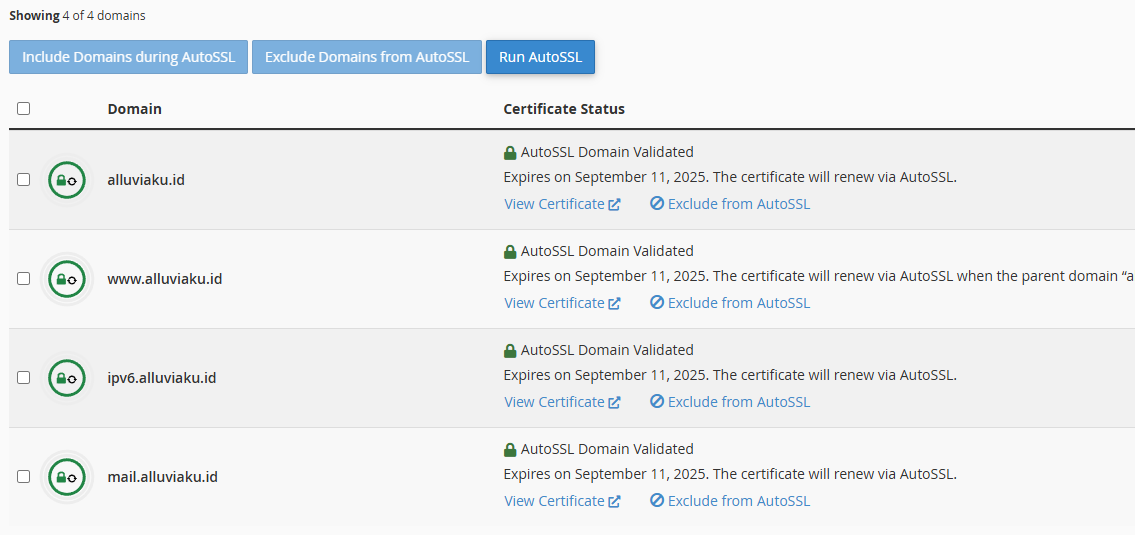 Showing 4 of 4 domains
Include Domains during AutoSSL Exclude Domains from AutoSSL Run AutoSSL
Domain Certificate Status
AutoSSL Domain Validated
alluviaku.id Expires on September 11, 2025. The certificate will renew via AutoSSL.
View Certificate Exclude from AutoSSL
AutoSSL Domain Validated
www.alluviaku.id Expires on September 11, 2025. The certificate will renew via AutoSSL when the parent domain “a
View Certificate Exclude from AutoSSL
AutoSSL Domain Validated
ipv6.alluviaku.id Expires on September 11, 2025. The certificate will renew via AutoSSL.
View Certificate Exclude from AutoSSL
AutoSSL Domain Validated
mail.alluviaku.id Expires on September 11, 2025. The certificate will renew via AutoSSL.
View Certificate Exclude from AutoSSL